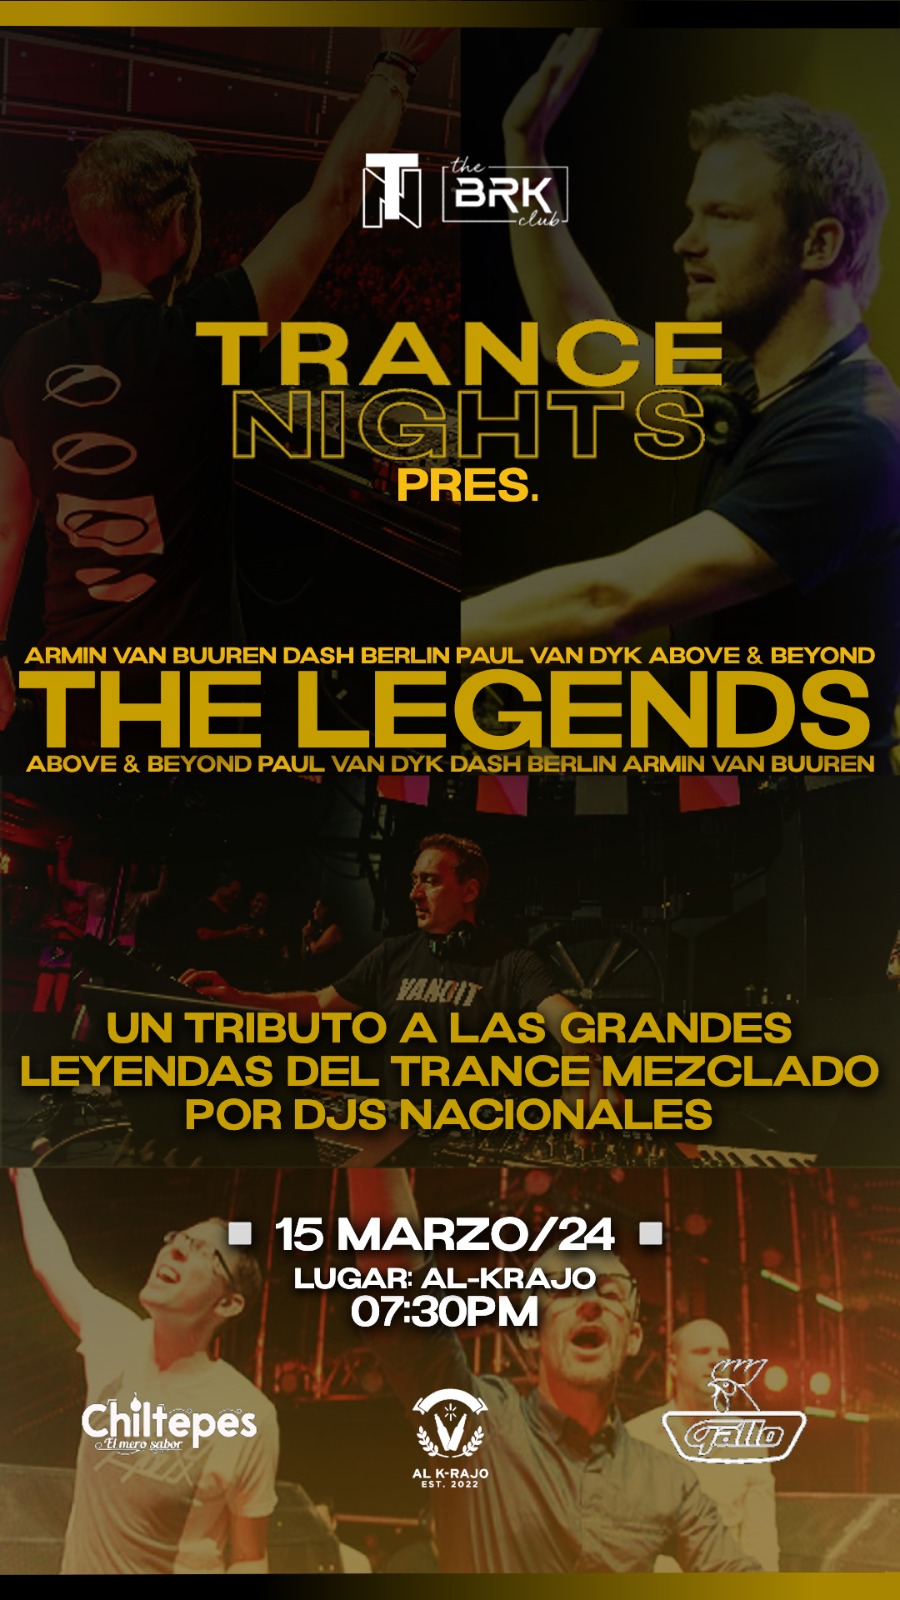 the
BRK
club
TRANCE
NIGHTS
PRES.
ARMIN VAN BUUREN DASH BERLIN PAUL VAN DYK ABOVE & BEYOND
THE LEGENDS
ABOVE & BEYOND PAUL VAN DYK DASH BERLIN ARMIN VAN BUUREN
VANDIT
UN TRIBUTO A LAS GRANDES
LEYENDAS DEL TRANCE MEZCLADO
POR DJS NACIONALES
15 MARZO/24
LUGAR: AL-KRAJO
07:30PM
Chiltepes
El mero sabor
AL K-RAJO
EST. 2022
Gallo